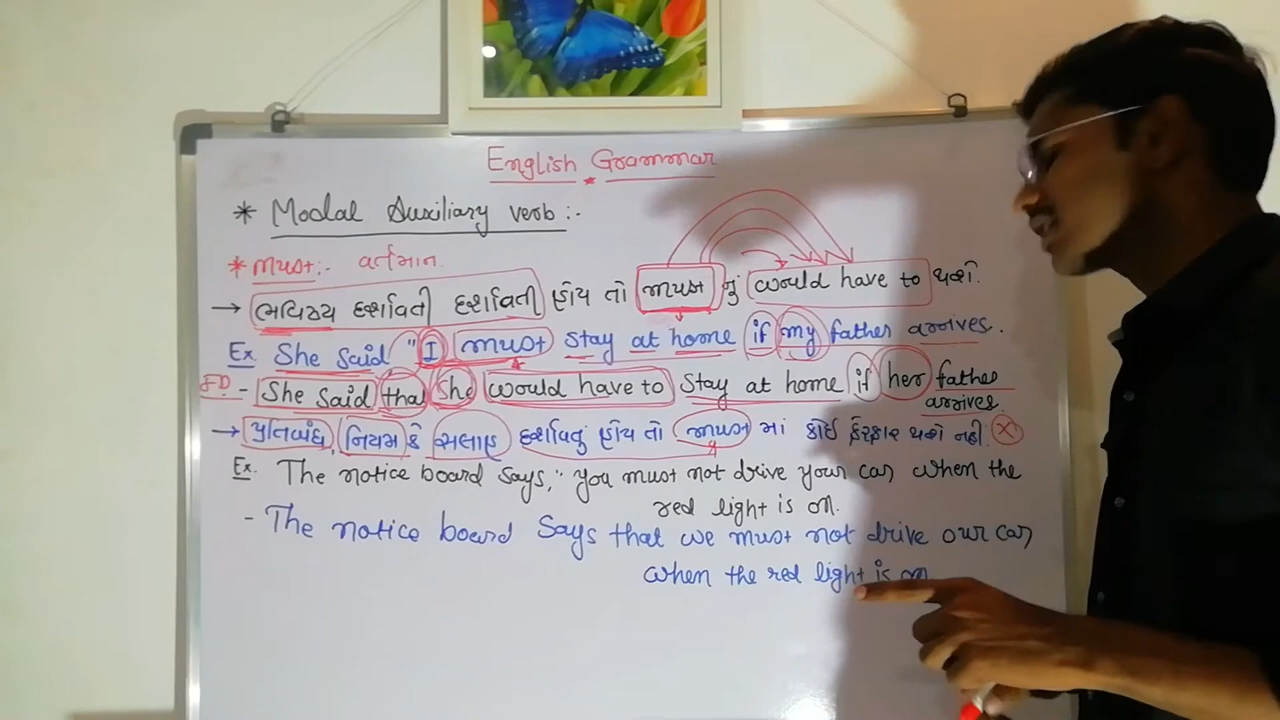 English Grammar
* Modal Auxiliary verb :-
* must :- વર્તમાન.
→ ભવિષ્ય દર્શાવતી દર્શાવતી હોય તો must નું would have to થશે.
Ex. She said "I must stay at home if my father arrives.
ID - She said that she would have to stay at home if her father
arrives.
→ પ્રતિબંધ, નિયમ કે સલાહ દર્શાવતું હોય તો must માં કોઈ ફેરફાર થશે નહી.
Ex. The notice board says, "you must not drive your car when the
red light is on.
- The notice board says that we must not drive our car
when the red light is on.